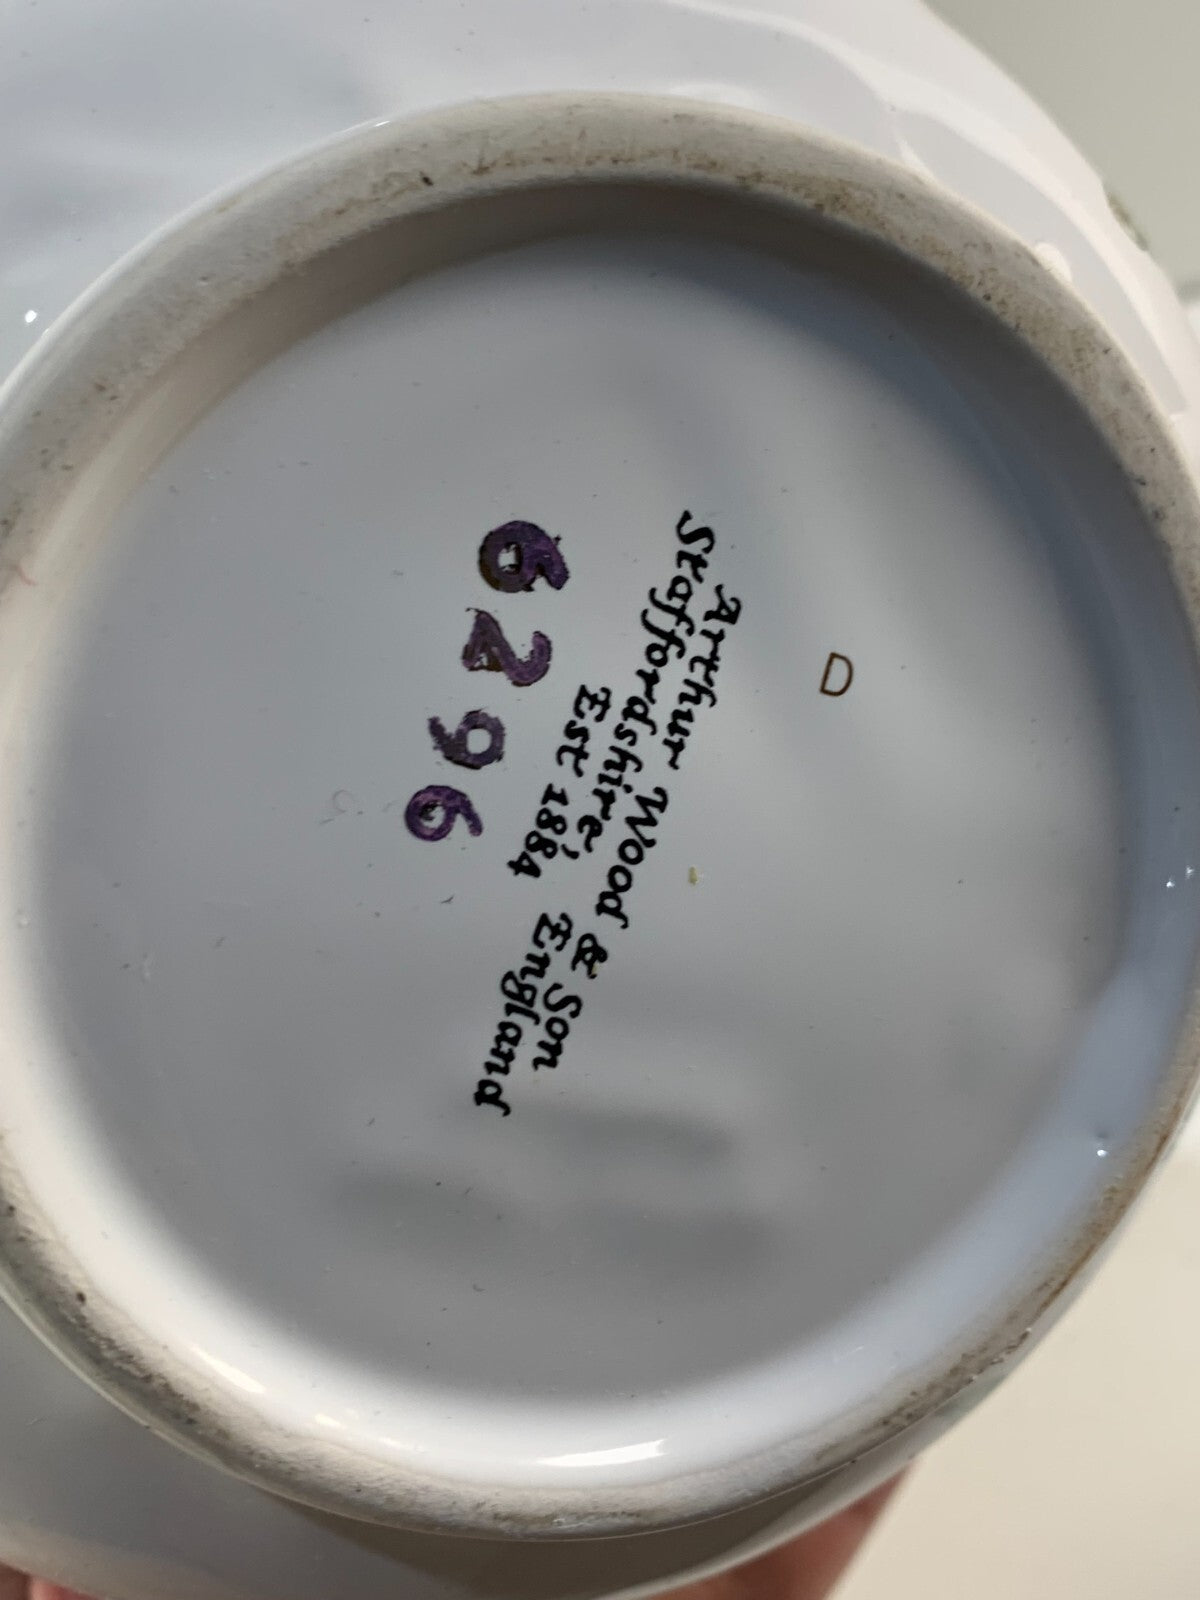 D
Arthur Wood & Son
Staffordshire, England
Est 1884
6296